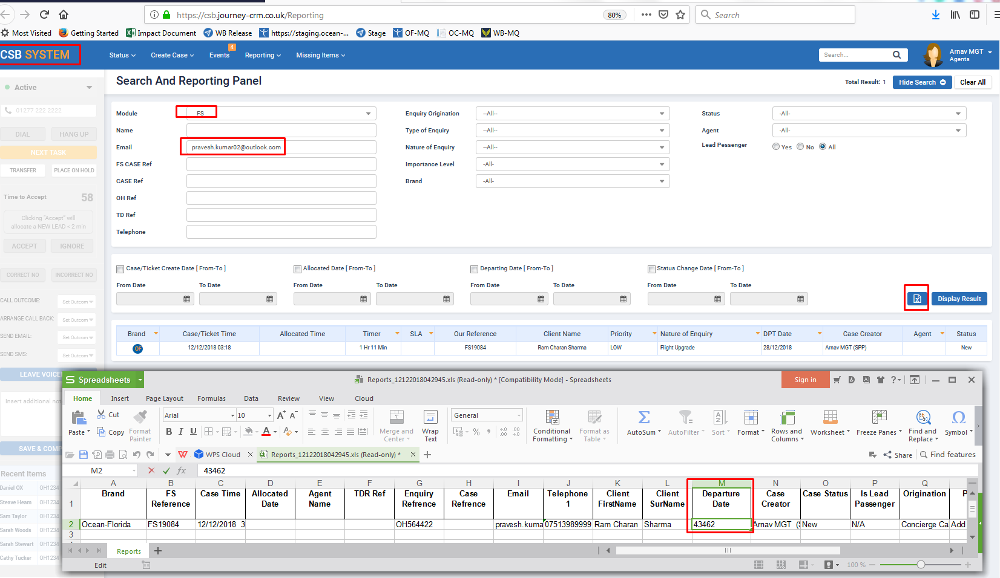 https://csb.journey-crm.co.uk/Reporting 80% Search
Most Visited Getting Started Impact Document WB Release https://staging.ocean-... Stage OF-MQ OC-MQ WB-MQ
CSB SYSTEM Status Create Case Events 4 Reporting Missing Items Search... Arnav MGT
Agents
Search And Reporting Panel Total Result: 1 Hide Search Clear All
Active
01277 222 2222
DIAL HANG UP
NEXT TASK
TRANSFER PLACE ON HOLD
Time to Accept 58
Clicking "Accept" will
allocate a NEW LEAD < 2 min
ACCEPT IGNORE
CORRECT NO INCORRECT NO
CALL OUTCOME: Set Outcom
ARRANGE CALL BACK: Set Outcom
SEND EMAIL: Set Outcom
SEND SMS: Set Outcom
LEAVE VOICE
Insert additional not
SAVE & COMP
Recent Items
Daniel OX OH1234
Steave Heam OH1234
Sam Taylor OH1234
Sarah Woods OH1234
Sarah Stewart OH1234
Cathy Tucker OH1234
Module FS Enquiry Origination --All-- Status -All-
Name Type of Enquiry --All-- Agent -All-
Email pravesh.kumar02@outlook.com Nature of Enquiry --All-- Lead Pessenger Yes No All
FS CASE Ref Importance Level -All-
CASE Ref Brand -All-
OH Ref
TD Ref
Telephone
Case/Ticket Create Date [ From-To ] Allocated Date [ From-To ] Departing Date [ From-To ] Status Change Date [ From-To ]
From Date To Date From Date To Date From Date To Date From Date To Date
Display Result
Brand Case/Ticket Time Allocated Time Timer SLA Our Reference Client Name Priority Nature of Enquiry DPT Date Case Creator Agent Status
OF 12/12/2018 03:18 1 Hr 11 Min FS19084 Ram Charan Sharma LOW Flight Upgrade 28/12/2018 Arnav MGT (SPP) New
Spreadsheets Reports_12122018042945.xls (Read-only) * [Compatibility Mode] - Spreadsheets Sign in
Home Insert Page Layout Formulas Data Review View Cloud
Cut Arial 10 General
Paste Copy Format Painter B I U Merge and Center Wrap Text Conditional Formatting Format as Table AutoSum AutoFilter Sort Format Rows and Columns Worksheet Freeze Panes Find and Replace Symbol
WPS Cloud Reports_12122018042945.xls (Read-only) * Share Find features
M2 fx 43462
A B C D E F G H I J K L M N O P Q
1 Brand FS Reference Case Time Allocated Date Agent Name TDR Ref Enquiry Refrence Case Refrence Email Telephone 1 Client FirstName Client SurName Departure Date Case Creator Case Status Is Lead Passenger Origination P
2 Ocean-Florida FS19084 12/12/2018 3 OH564422 pravesh.kuma 07513989999 Ram Charan Sharma 43462 Arnav MGT (S New N/A Concierge Ca Add
3
Reports
Edit 100 %